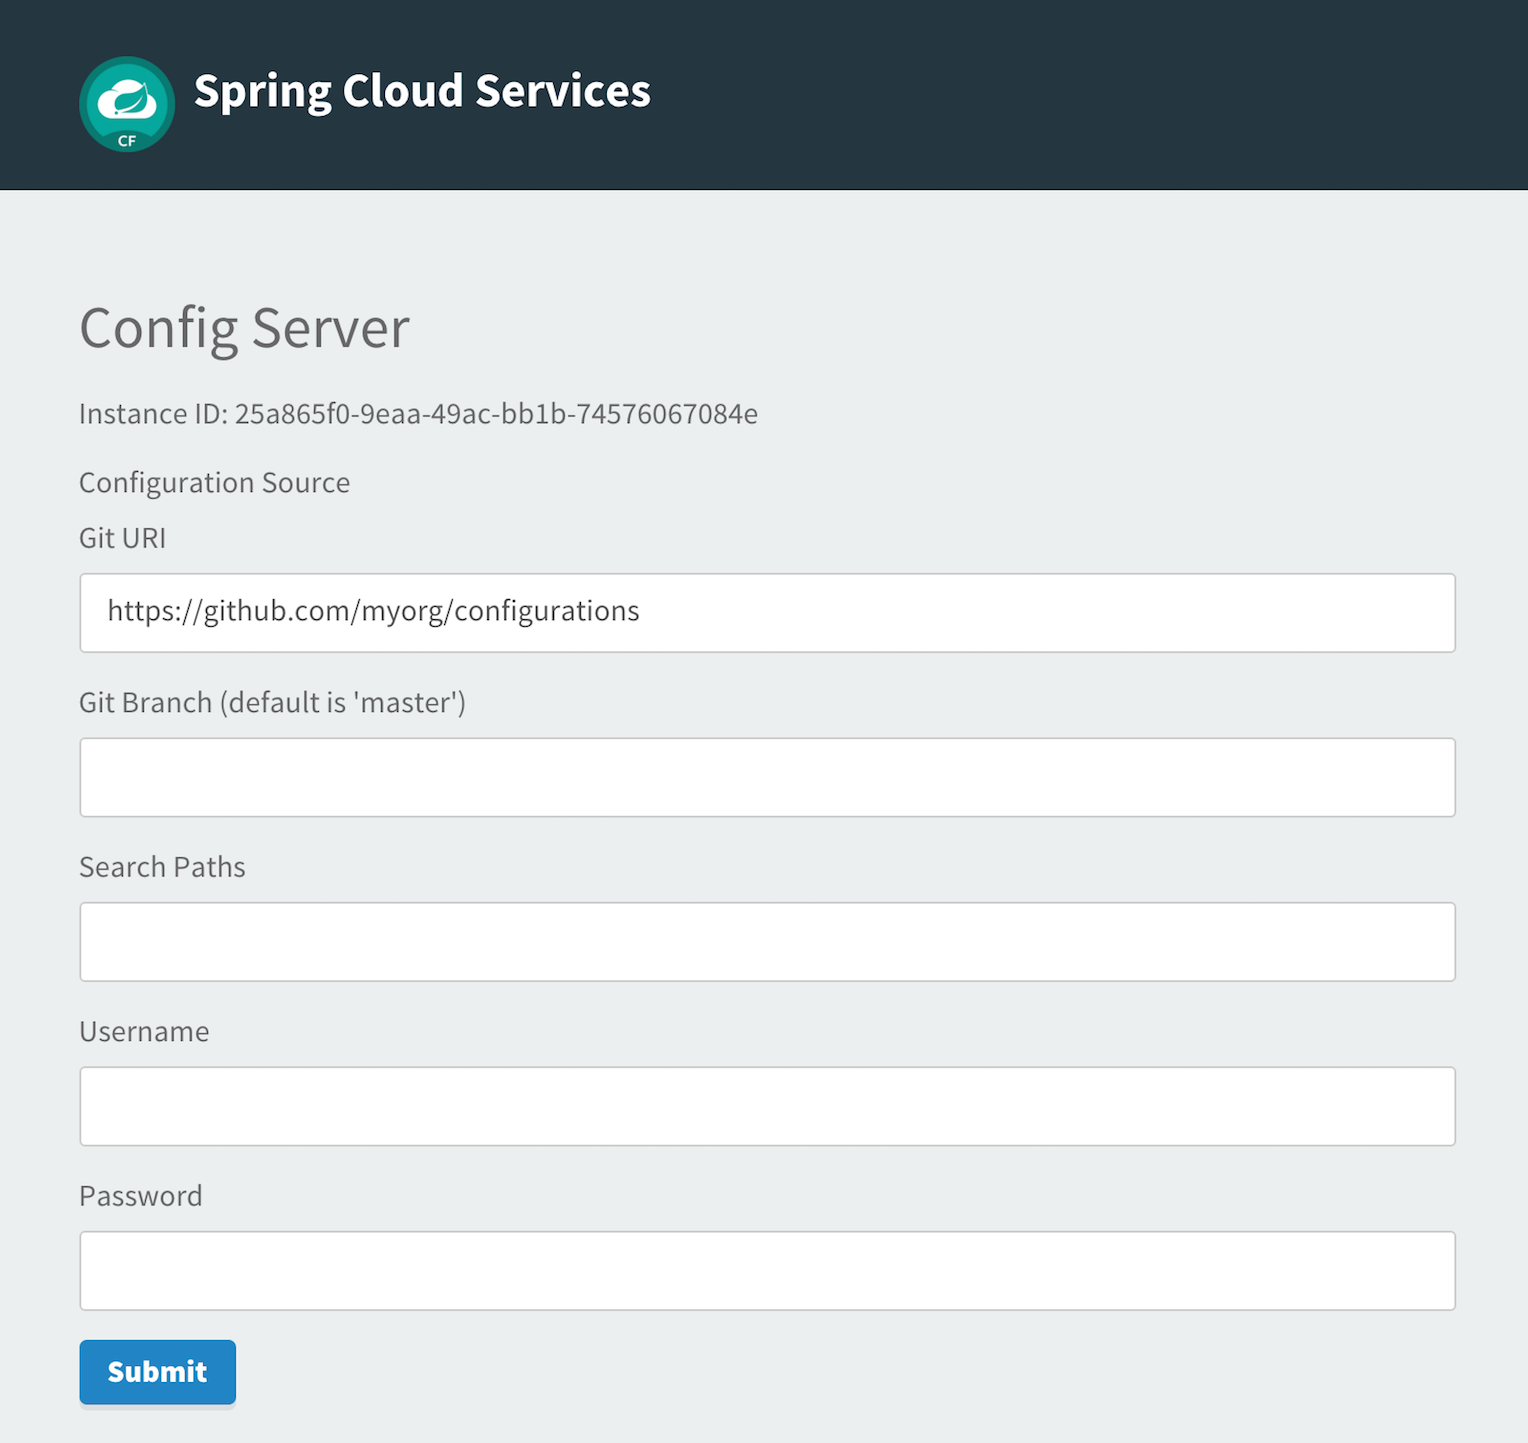 CF
Spring Cloud Services
Config Server
Instance ID: 25a865f0-9eaa-49ac-bb1b-74576067084e
Configuration Source
Git URI
https://github.com/myorg/configurations
Git Branch (default is 'master')
Search Paths
Username
Password
Submit